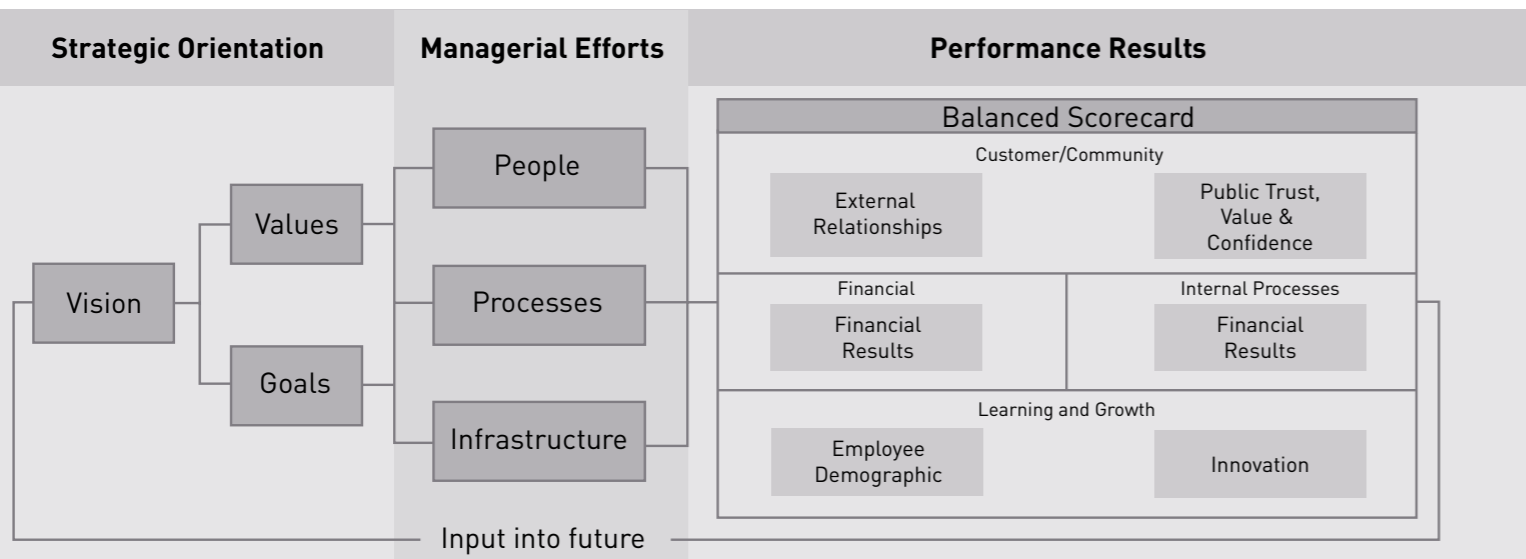 Strategic Orientation
Managerial Efforts
Performance Results
Vision
Values
Goals
People
Processes
Infrastructure
Balanced Scorecard
Customer/Community
External
Relationships
Public Trust,
Value &
Confidence
Financial
Financial
Results
Internal Processes
Financial
Results
Learning and Growth
Employee
Demographic
Innovation
Input into future